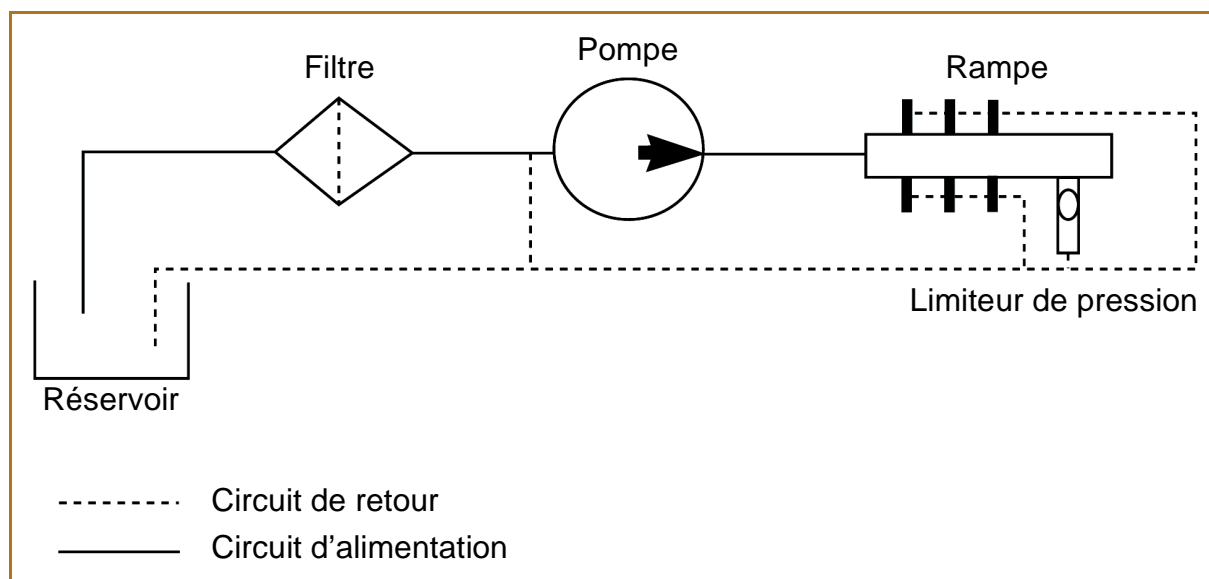 Pompe
Filtre
Rampe
Limiteur de pression
Réservoir
Circuit de retour
Circuit d'alimentation